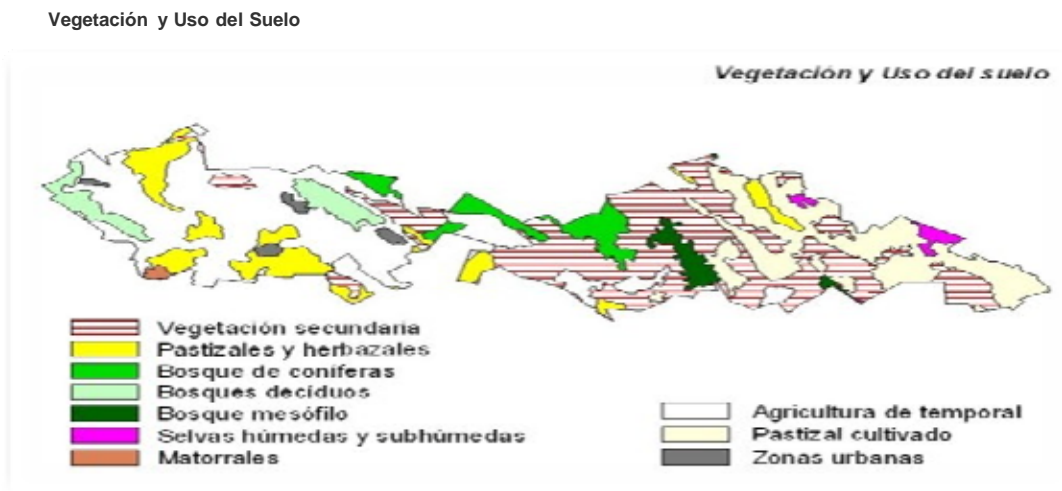 Vegetación y Uso del Suelo
Vegetación y Uso del suelo
Vegetación secundaria
Pastizales y herbazales
Bosque de coníferas
Bosques decíduos
Bosque mesófilo
Selvas húmedas y subhúmedas
Matorrales
Agricultura de temporal
Pastizal cultivado
Zonas urbanas